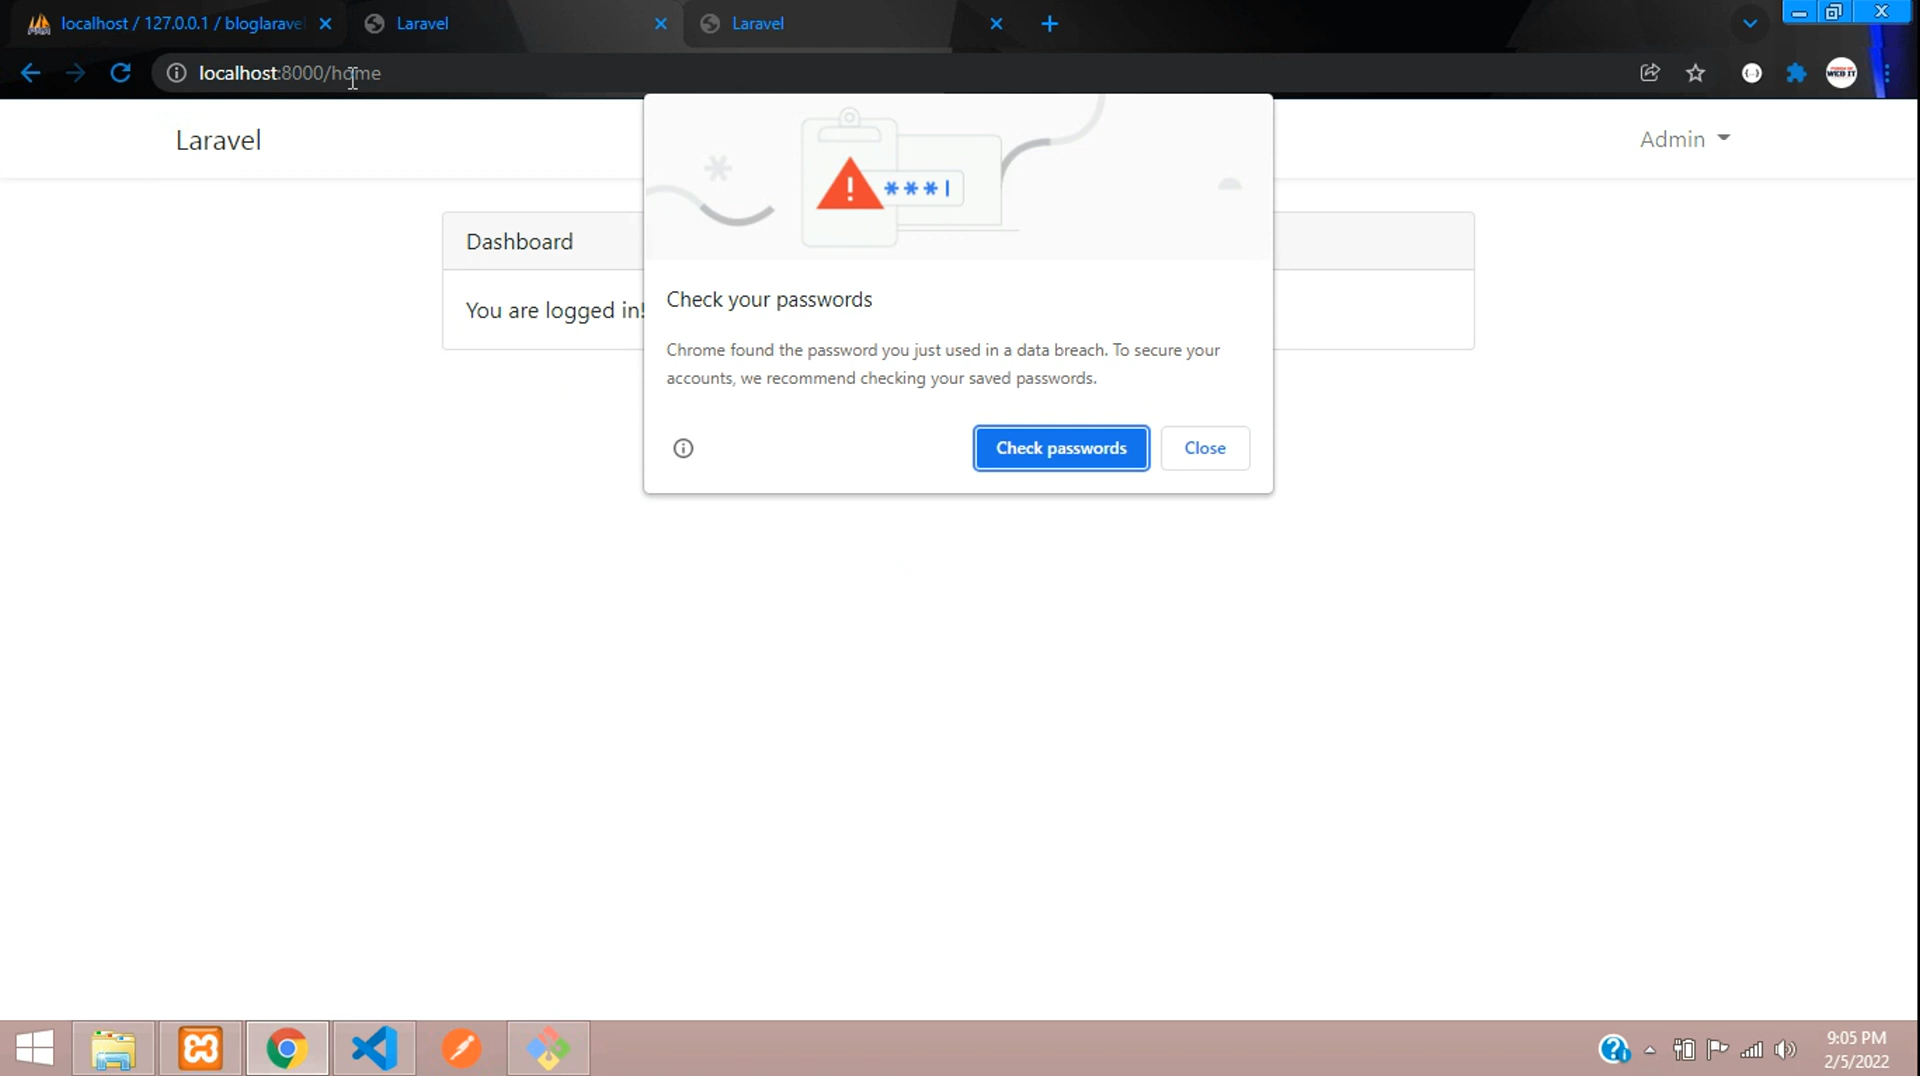 localhost / 127.0.0.1 / bloglaravel
Laravel
Laravel
localhost:8000/home
WEB IT
Laravel
Admin
***
Dashboard
You are logged in!
Check your passwords
Chrome found the password you just used in a data breach. To secure your
accounts, we recommend checking your saved passwords.
Check passwords
Close
9:05 PM
2/5/2022